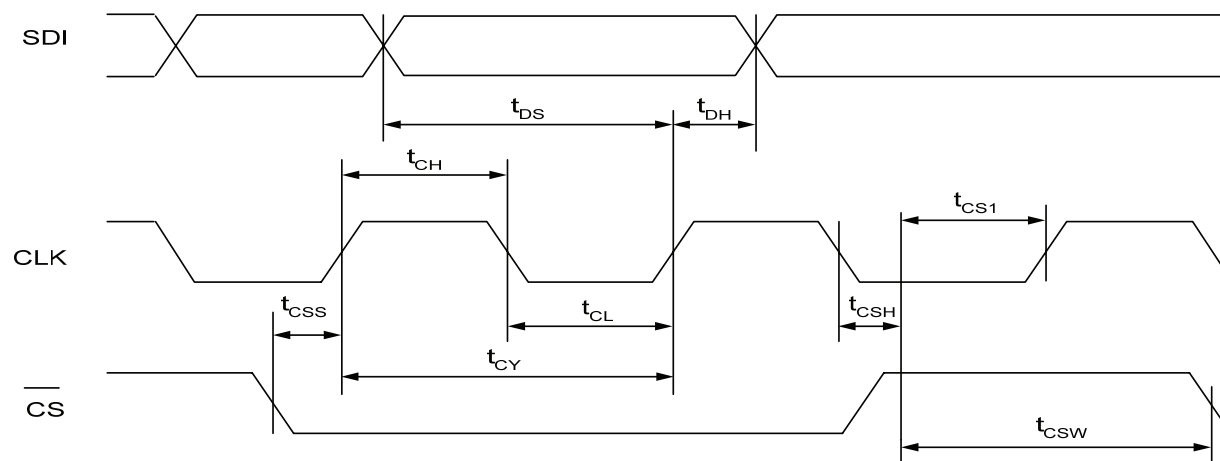 SDI
tDS
tDH
tCH
tCS1
CLK
tCSS
tCL
tCSH
tCY
CS
tCSW